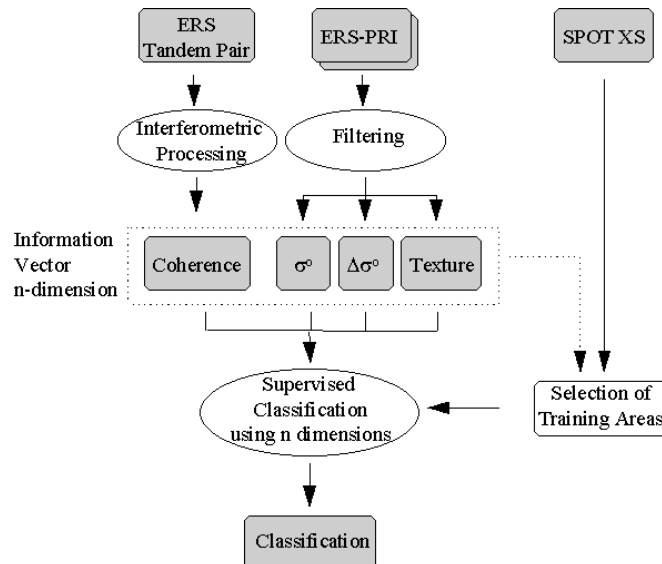 ERS
Tandem Pair
ERS-PRI
SPOT XS
Interferometric
Processing
Filtering
Information
Vector
n-dimension
Coherence
σ°
Δσ°
Texture
Supervised
Classification
using n dimensions
Selection of
Training Areas
Classification